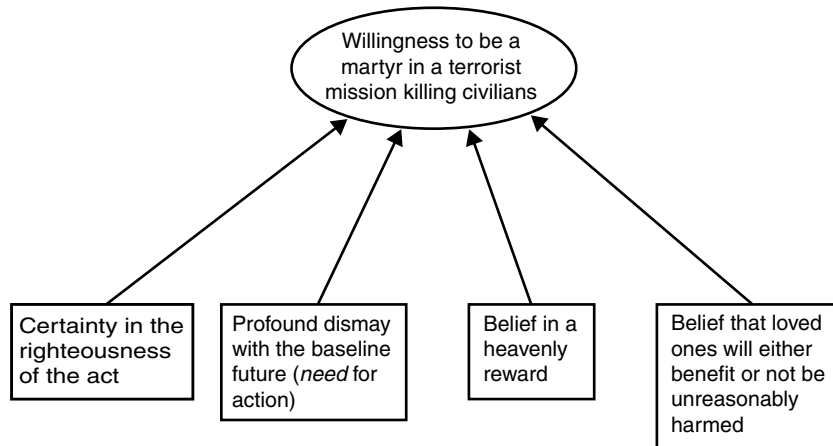 Willingness to be a
martyr in a terrorist
mission killing civilians
Certainty in the
righteousness
of the act
Profound dismay
with the baseline
future (need for
action)
Belief in a
heavenly
reward
Belief that loved
ones will either
benefit or not be
unreasonably
harmed